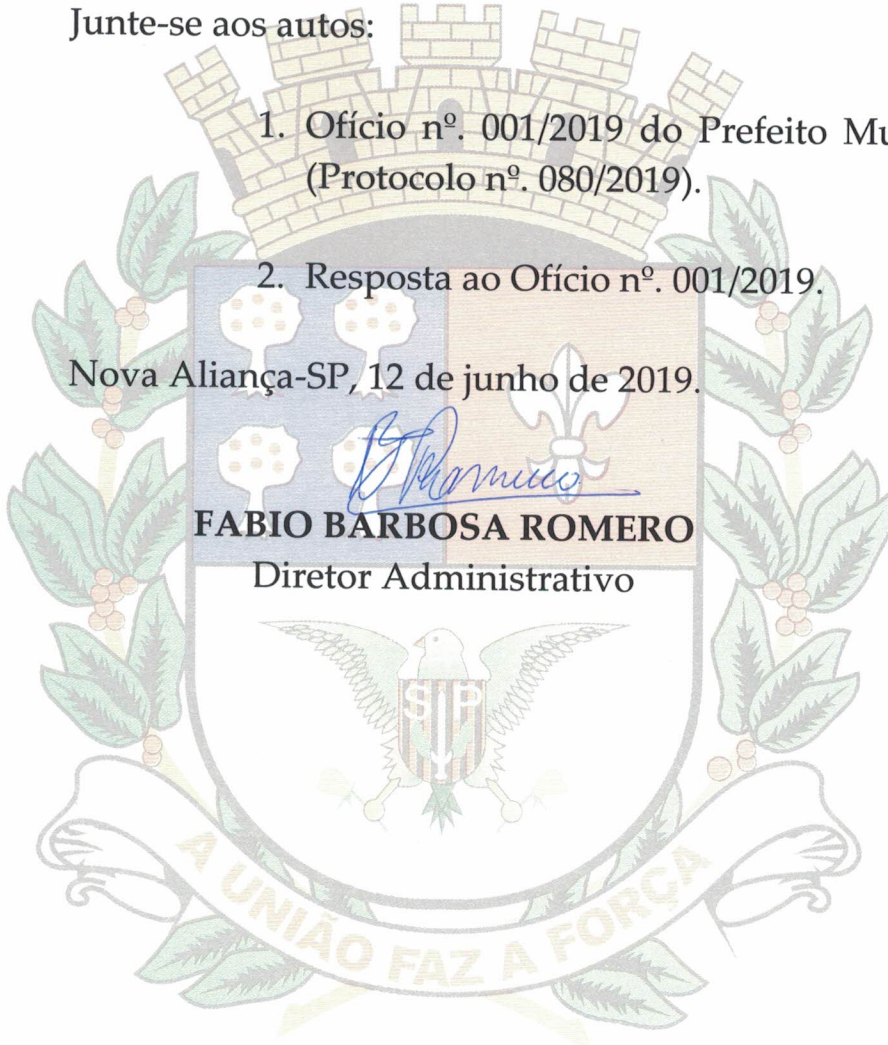 Junte-se aos autos:
1. Ofício nº. 001/2019 do Prefeito
(Protocolo nº. 080/2019).
2. Resposta ao Ofício nº. 001/2019.
Nova Aliança-SP, 12 de junho de 2019.
FABIO BARBOSA ROMERO
Diretor Administrativo
SP
A UNIÃO FAZ A FORÇA